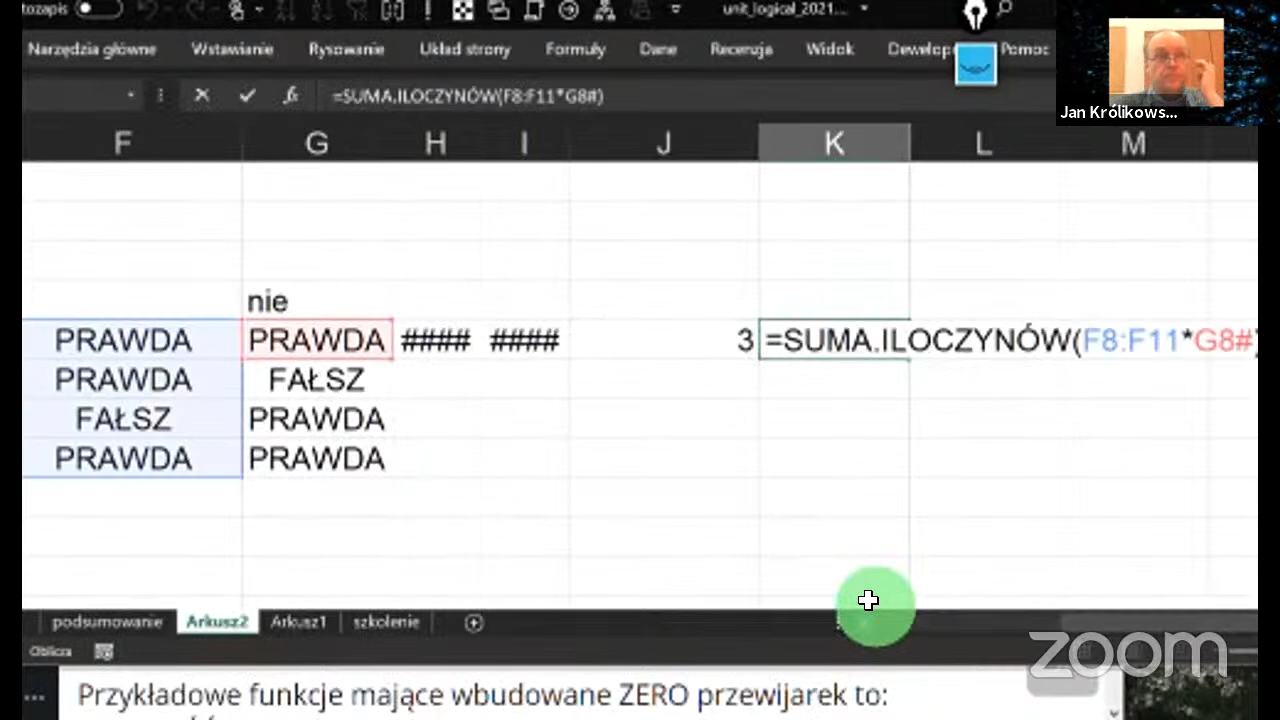 tozapis
unit_logical_2021...
Narzędzia główne Wstawianie Rysowanie Układ strony Formuły Dane Recenzja Widok Dewelop Pomoc
=SUMA.ILOCZYNÓW(F8:F11*G8#)
Jan Królikows...
F G H I J K L M
nie
PRAWDA PRAWDA #### #### 3 =SUMA.ILOCZYNÓW(F8:F11*G8#)
PRAWDA FAŁSZ
FAŁSZ PRAWDA
PRAWDA PRAWDA
podsumowanie Arkusz2 Arkusz1 szkolenie
Oblicza
zoom
Przykładowe funkcje mające wbudowane ZERO przewijarek to: